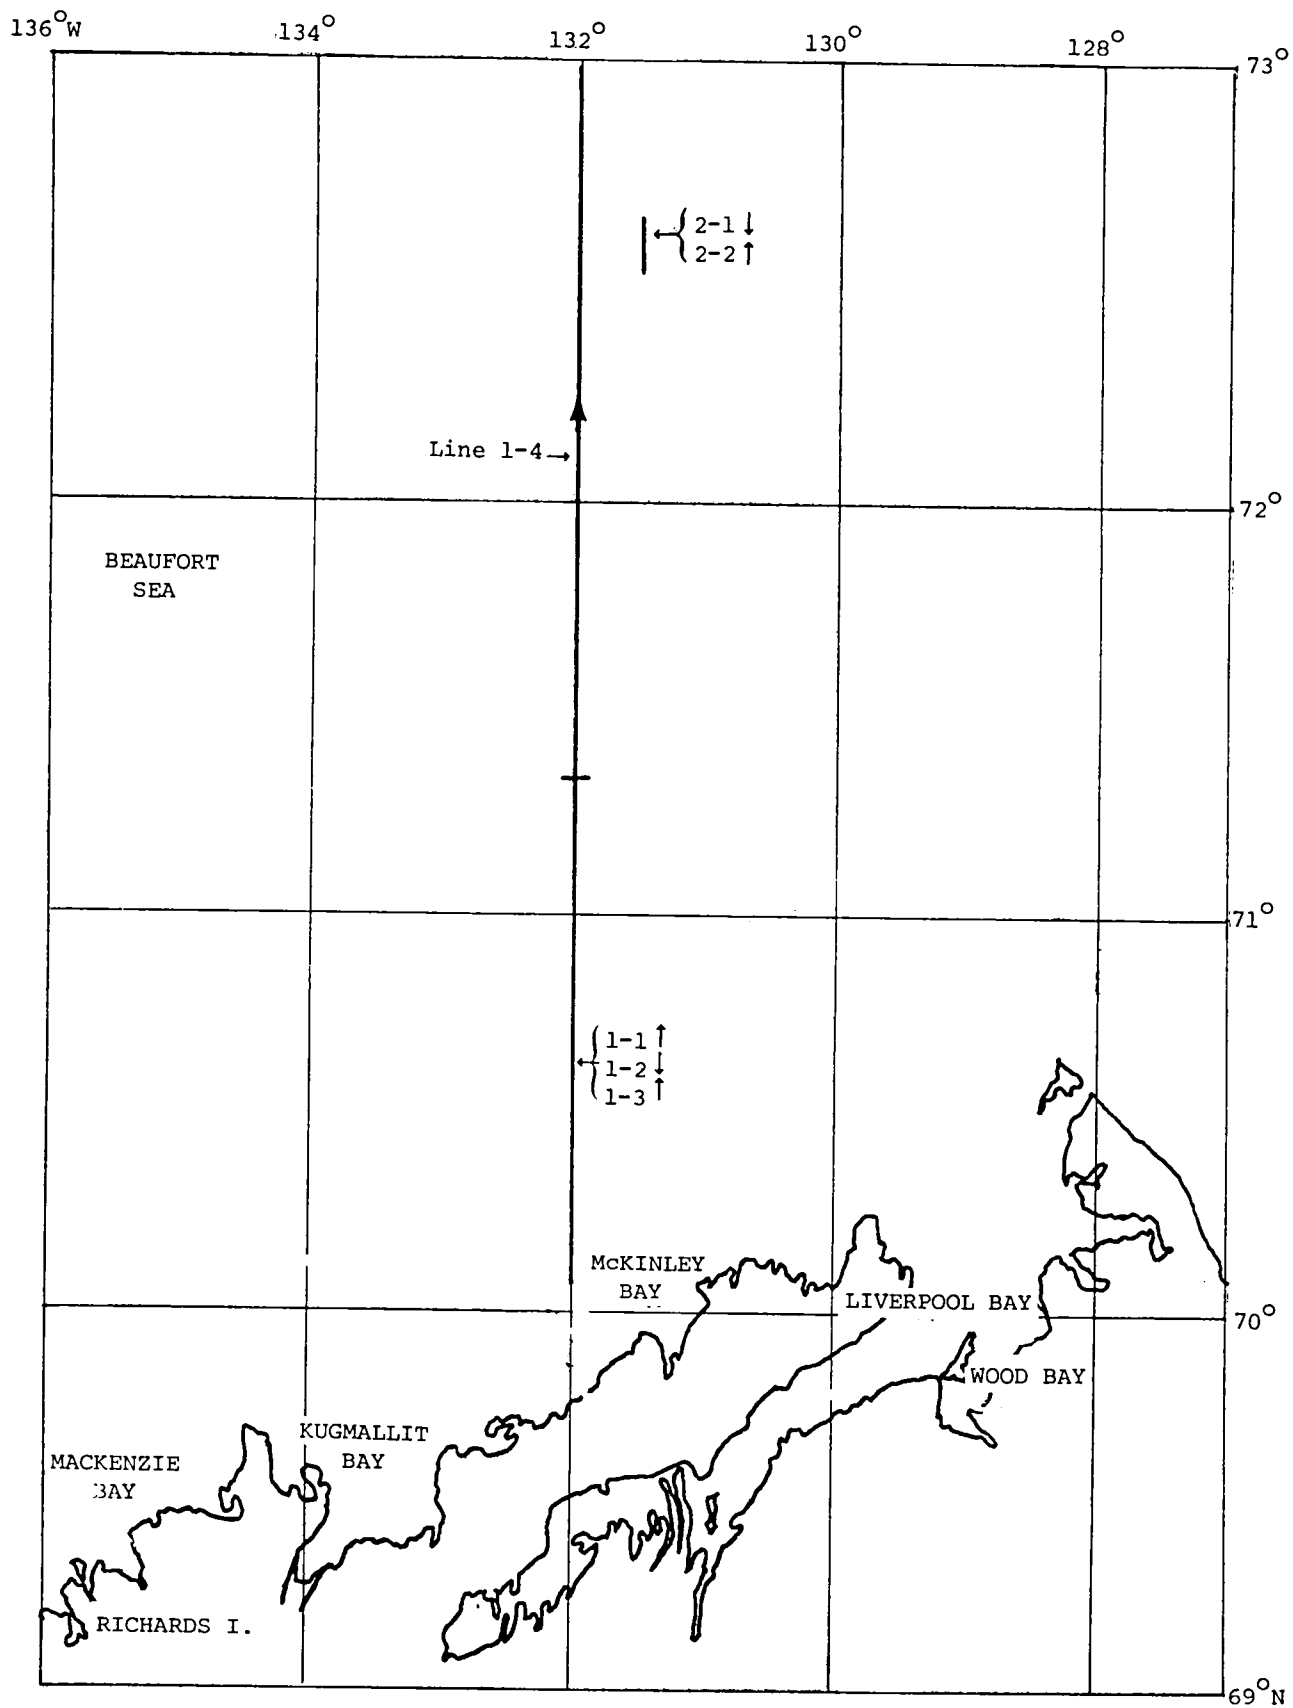 136°W 134° 132° 130° 128°
73°
2-1 ↓
2-2 ↑
Line 1-4→
72°
BEAUFORT
SEA
71°
1-1 ↑
1-2 ↓
1-3 ↑
McKINLEY
BAY
LIVERPOOL BAY
70°
WOOD BAY
KUGMALLIT
BAY
MACKENZIE
BAY
RICHARDS I.
69°N